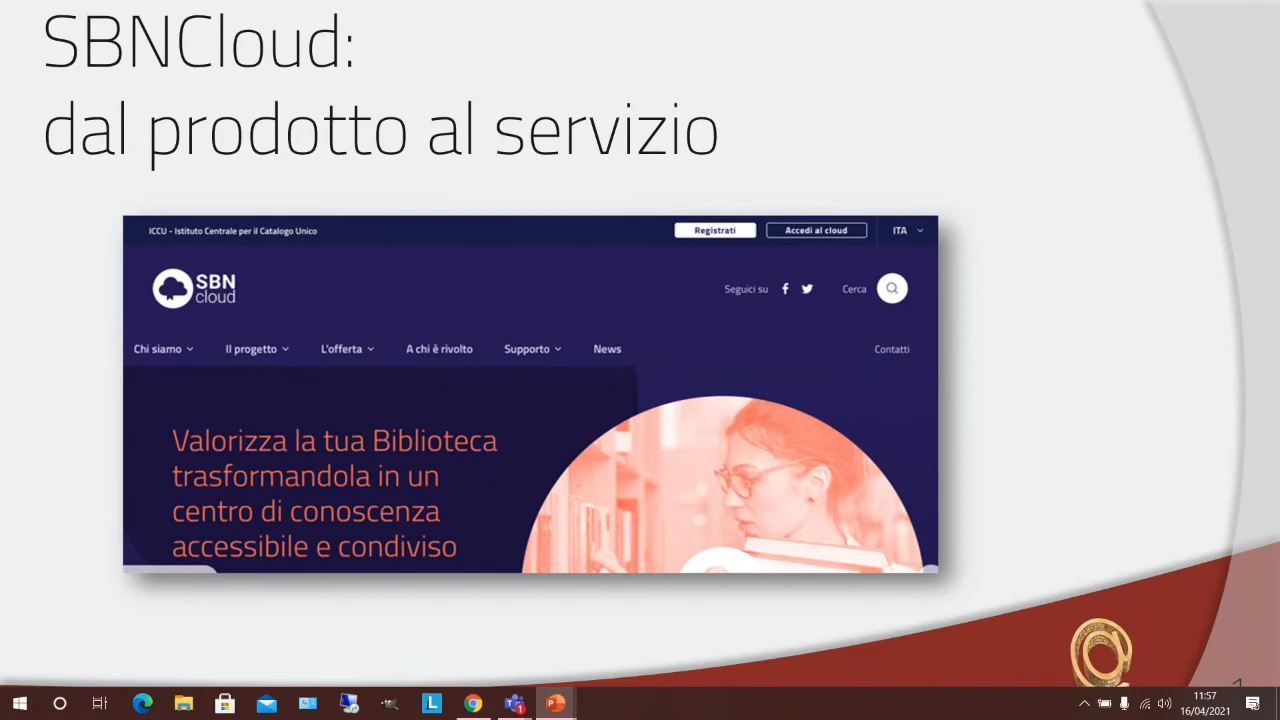 SBNCloud:
dal prodotto al servizio
ICCU - Istituto Centrale per il Catalogo Unico
Registrati
Accedi al cloud
ITA
SBN
cloud
Seguici su
Cerca
Chi siamo
Il progetto
L'offerta
A chi è rivolto
Supporto
News
Contatti
Valorizza la tua Biblioteca
trasformandola in un
centro di conoscenza
accessibile e condiviso
11:57
16/04/2021